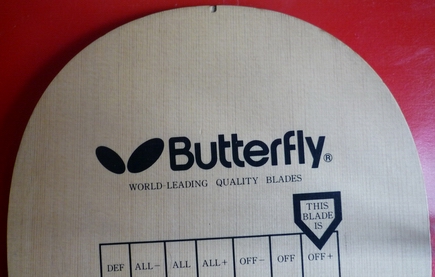 Butterfly®
WORLD-LEADING QUALITY BLADES
THIS
BLADE
IS
DEF ALL− ALL ALL+ OFF− OFF OFF+